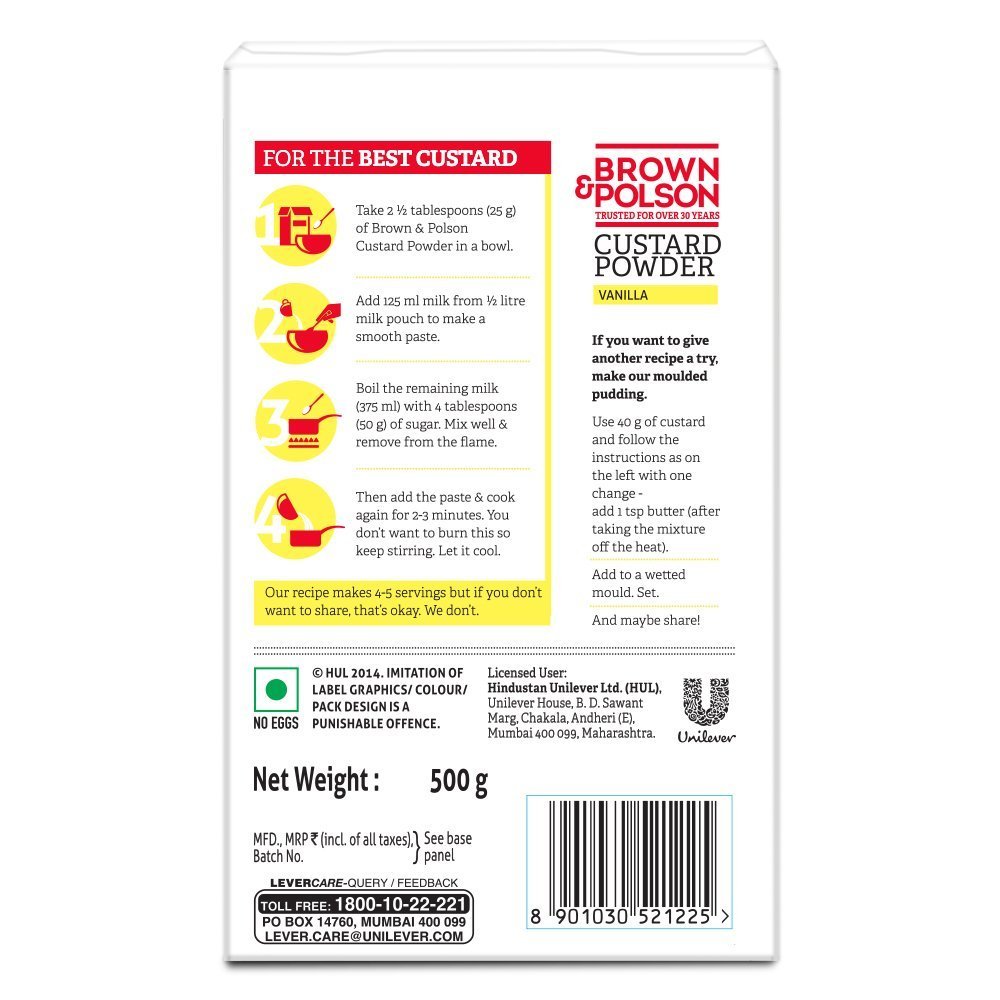 FOR THE BEST CUSTARD
1
Take 2 ½ tablespoons (25 g)
of Brown & Polson
Custard Powder in a bowl.
2
Add 125 ml milk from ½ litre
milk pouch to make a
smooth paste.
3
Boil the remaining milk
(375 ml) with 4 tablespoons
(50 g) of sugar. Mix well &
remove from the flame.
4
Then add the paste & cook
again for 2-3 minutes. You
don't want to burn this so
keep stirring. Let it cool.
Our recipe makes 4-5 servings but if you don't
want to share, that's okay. We don't.
BROWN
& POLSON
TRUSTED FOR OVER 30 YEARS
CUSTARD
POWDER
VANILLA
If you want to give
another recipe a try,
make our moulded
pudding.
Use 40 g of custard
and follow the
instructions as on
the left with one
change -
add 1 tsp butter (after
taking the mixture
off the heat).
Add to a wetted
mould. Set.
And maybe share!
NO EGGS
© HUL 2014. IMITATION OF
LABEL GRAPHICS/ COLOUR/
PACK DESIGN IS A
PUNISHABLE OFFENCE.
Licensed User:
Hindustan Unilever Ltd. (HUL),
Unilever House, B. D. Sawant
Marg, Chakala, Andheri (E),
Mumbai 400 099, Maharashtra.
Unilever
Net Weight : 500 g
MFD., MRP ₹ (incl. of all taxes),} See base
Batch No. panel
LEVERCARE-QUERY / FEEDBACK
TOLL FREE: 1800-10-22-221
PO BOX 14760, MUMBAI 400 099
LEVER.CARE@UNILEVER.COM
8 901030 521225 >